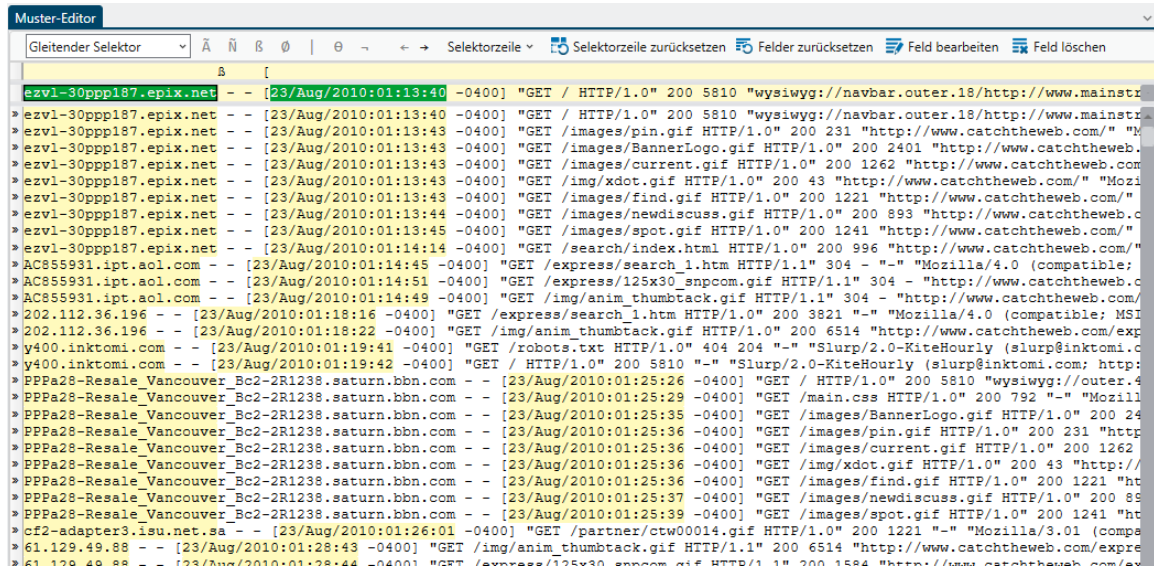 Muster-Editor
Gleitender Selektor Ã Ñ ß Ø | Ɵ ¬ ← → Selektorzeile Selektorzeile zurücksetzen Felder zurücksetzen Feld bearbeiten Feld löschen
ß [
ezvl-30ppp187.epix.net - - [23/Aug/2010:01:13:40 -0400] "GET / HTTP/1.0" 200 5810 "wysiwyg://navbar.outer.18/http://www.mainstr
» ezvl-30ppp187.epix.net - - [23/Aug/2010:01:13:40 -0400] "GET / HTTP/1.0" 200 5810 "wysiwyg://navbar.outer.18/http://www.mainstr
» ezvl-30ppp187.epix.net - - [23/Aug/2010:01:13:43 -0400] "GET /images/pin.gif HTTP/1.0" 200 231 "http://www.catchtheweb.com/" "M
» ezvl-30ppp187.epix.net - - [23/Aug/2010:01:13:43 -0400] "GET /images/BannerLogo.gif HTTP/1.0" 200 2401 "http://www.catchtheweb.
» ezvl-30ppp187.epix.net - - [23/Aug/2010:01:13:43 -0400] "GET /images/current.gif HTTP/1.0" 200 1262 "http://www.catchtheweb.com
» ezvl-30ppp187.epix.net - - [23/Aug/2010:01:13:43 -0400] "GET /img/xdot.gif HTTP/1.0" 200 43 "http://www.catchtheweb.com/" "Mozi
» ezvl-30ppp187.epix.net - - [23/Aug/2010:01:13:43 -0400] "GET /images/find.gif HTTP/1.0" 200 1221 "http://www.catchtheweb.com/"
» ezvl-30ppp187.epix.net - - [23/Aug/2010:01:13:44 -0400] "GET /images/newdiscuss.gif HTTP/1.0" 200 893 "http://www.catchtheweb.c
» ezvl-30ppp187.epix.net - - [23/Aug/2010:01:13:45 -0400] "GET /images/spot.gif HTTP/1.0" 200 1241 "http://www.catchtheweb.com/"
» ezvl-30ppp187.epix.net - - [23/Aug/2010:01:14:14 -0400] "GET /search/index.html HTTP/1.0" 200 996 "http://www.catchtheweb.com/"
» AC855931.ipt.aol.com - - [23/Aug/2010:01:14:45 -0400] "GET /express/search_1.htm HTTP/1.1" 304 - "-" "Mozilla/4.0 (compatible;
» AC855931.ipt.aol.com - - [23/Aug/2010:01:14:51 -0400] "GET /express/125x30_snpcom.gif HTTP/1.1" 304 - "http://www.catchtheweb.c
» AC855931.ipt.aol.com - - [23/Aug/2010:01:14:49 -0400] "GET /img/anim_thumbtack.gif HTTP/1.1" 304 - "http://www.catchtheweb.com/
» 202.112.36.196 - - [23/Aug/2010:01:18:16 -0400] "GET /express/search_1.htm HTTP/1.0" 200 3821 "-" "Mozilla/4.0 (compatible; MSI
» 202.112.36.196 - - [23/Aug/2010:01:18:22 -0400] "GET /img/anim_thumbtack.gif HTTP/1.0" 200 6514 "http://www.catchtheweb.com/exp
» y400.inktomi.com - - [23/Aug/2010:01:19:41 -0400] "GET /robots.txt HTTP/1.0" 404 204 "-" "Slurp/2.0-KiteHourly (slurp@inktomi.c
» y400.inktomi.com - - [23/Aug/2010:01:19:42 -0400] "GET / HTTP/1.0" 200 5810 "-" "Slurp/2.0-KiteHourly (slurp@inktomi.com; http:
» PPPa28-Resale_Vancouver_Bc2-2R1238.saturn.bbn.com - - [23/Aug/2010:01:25:26 -0400] "GET / HTTP/1.0" 200 5810 "wysiwyg://outer.4
» PPPa28-Resale_Vancouver_Bc2-2R1238.saturn.bbn.com - - [23/Aug/2010:01:25:29 -0400] "GET /main.css HTTP/1.0" 200 792 "-" "Mozill
» PPPa28-Resale_Vancouver_Bc2-2R1238.saturn.bbn.com - - [23/Aug/2010:01:25:35 -0400] "GET /images/BannerLogo.gif HTTP/1.0" 200 24
» PPPa28-Resale_Vancouver_Bc2-2R1238.saturn.bbn.com - - [23/Aug/2010:01:25:36 -0400] "GET /images/pin.gif HTTP/1.0" 200 231 "http
» PPPa28-Resale_Vancouver_Bc2-2R1238.saturn.bbn.com - - [23/Aug/2010:01:25:36 -0400] "GET /images/current.gif HTTP/1.0" 200 1262
» PPPa28-Resale_Vancouver_Bc2-2R1238.saturn.bbn.com - - [23/Aug/2010:01:25:36 -0400] "GET /img/xdot.gif HTTP/1.0" 200 43 "http://
» PPPa28-Resale_Vancouver_Bc2-2R1238.saturn.bbn.com - - [23/Aug/2010:01:25:36 -0400] "GET /images/find.gif HTTP/1.0" 200 1221 "ht
» PPPa28-Resale_Vancouver_Bc2-2R1238.saturn.bbn.com - - [23/Aug/2010:01:25:37 -0400] "GET /images/newdiscuss.gif HTTP/1.0" 200 89
» PPPa28-Resale_Vancouver_Bc2-2R1238.saturn.bbn.com - - [23/Aug/2010:01:25:39 -0400] "GET /images/spot.gif HTTP/1.0" 200 1241 "ht
» cf2-adapter3.isu.net.sa - - [23/Aug/2010:01:26:01 -0400] "GET /partner/ctw00014.gif HTTP/1.0" 200 1221 "-" "Mozilla/3.01 (compa
» 61.129.49.88 - - [23/Aug/2010:01:28:43 -0400] "GET /img/anim_thumbtack.gif HTTP/1.1" 200 6514 "http://www.catchtheweb.com/expre
» 61.129.49.88 - - [23/Aug/2010:01:28:44 -0400] "GET /express/125x30_snpcom.gif HTTP/1.1" 200 1584 "http://www.catchtheweb.com/ex